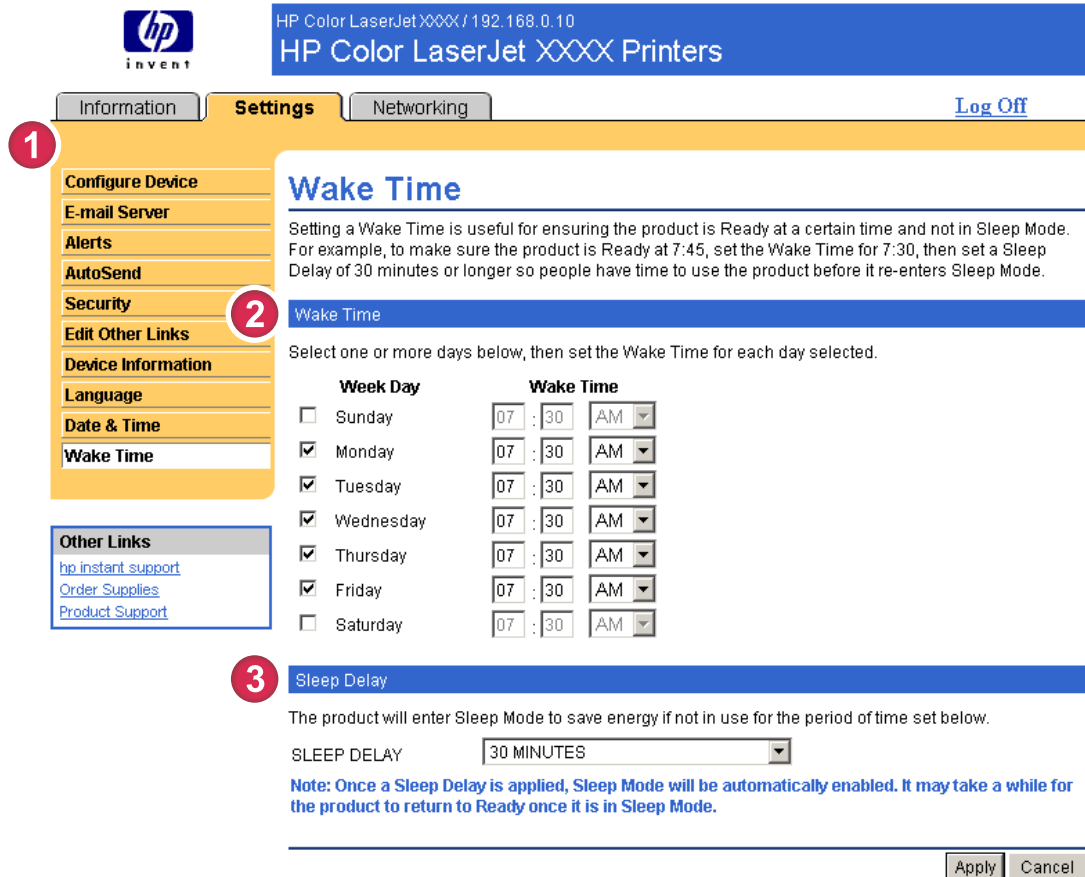 hp
invent
HP Color LaserJet XXXX / 192.168.0.10
HP Color LaserJet XXXX Printers
Information
Settings
Networking
Log Off
1
Configure Device
E-mail Server
Alerts
AutoSend
Security
Edit Other Links
Device Information
Language
Date & Time
Wake Time
Other Links
hp instant support
Order Supplies
Product Support
Wake Time
Setting a Wake Time is useful for ensuring the product is Ready at a certain time and not in Sleep Mode.
For example, to make sure the product is Ready at 7:45, set the Wake Time for 7:30, then set a Sleep
Delay of 30 minutes or longer so people have time to use the product before it re-enters Sleep Mode.
2
Wake Time
Select one or more days below, then set the Wake Time for each day selected.
Week Day Wake Time
Sunday 07 : 30 AM
Monday 07 : 30 AM
Tuesday 07 : 30 AM
Wednesday 07 : 30 AM
Thursday 07 : 30 AM
Friday 07 : 30 AM
Saturday 07 : 30 AM
3
Sleep Delay
The product will enter Sleep Mode to save energy if not in use for the period of time set below.
SLEEP DELAY 30 MINUTES
Note: Once a Sleep Delay is applied, Sleep Mode will be automatically enabled. It may take a while for
the product to return to Ready once it is in Sleep Mode.
Apply Cancel